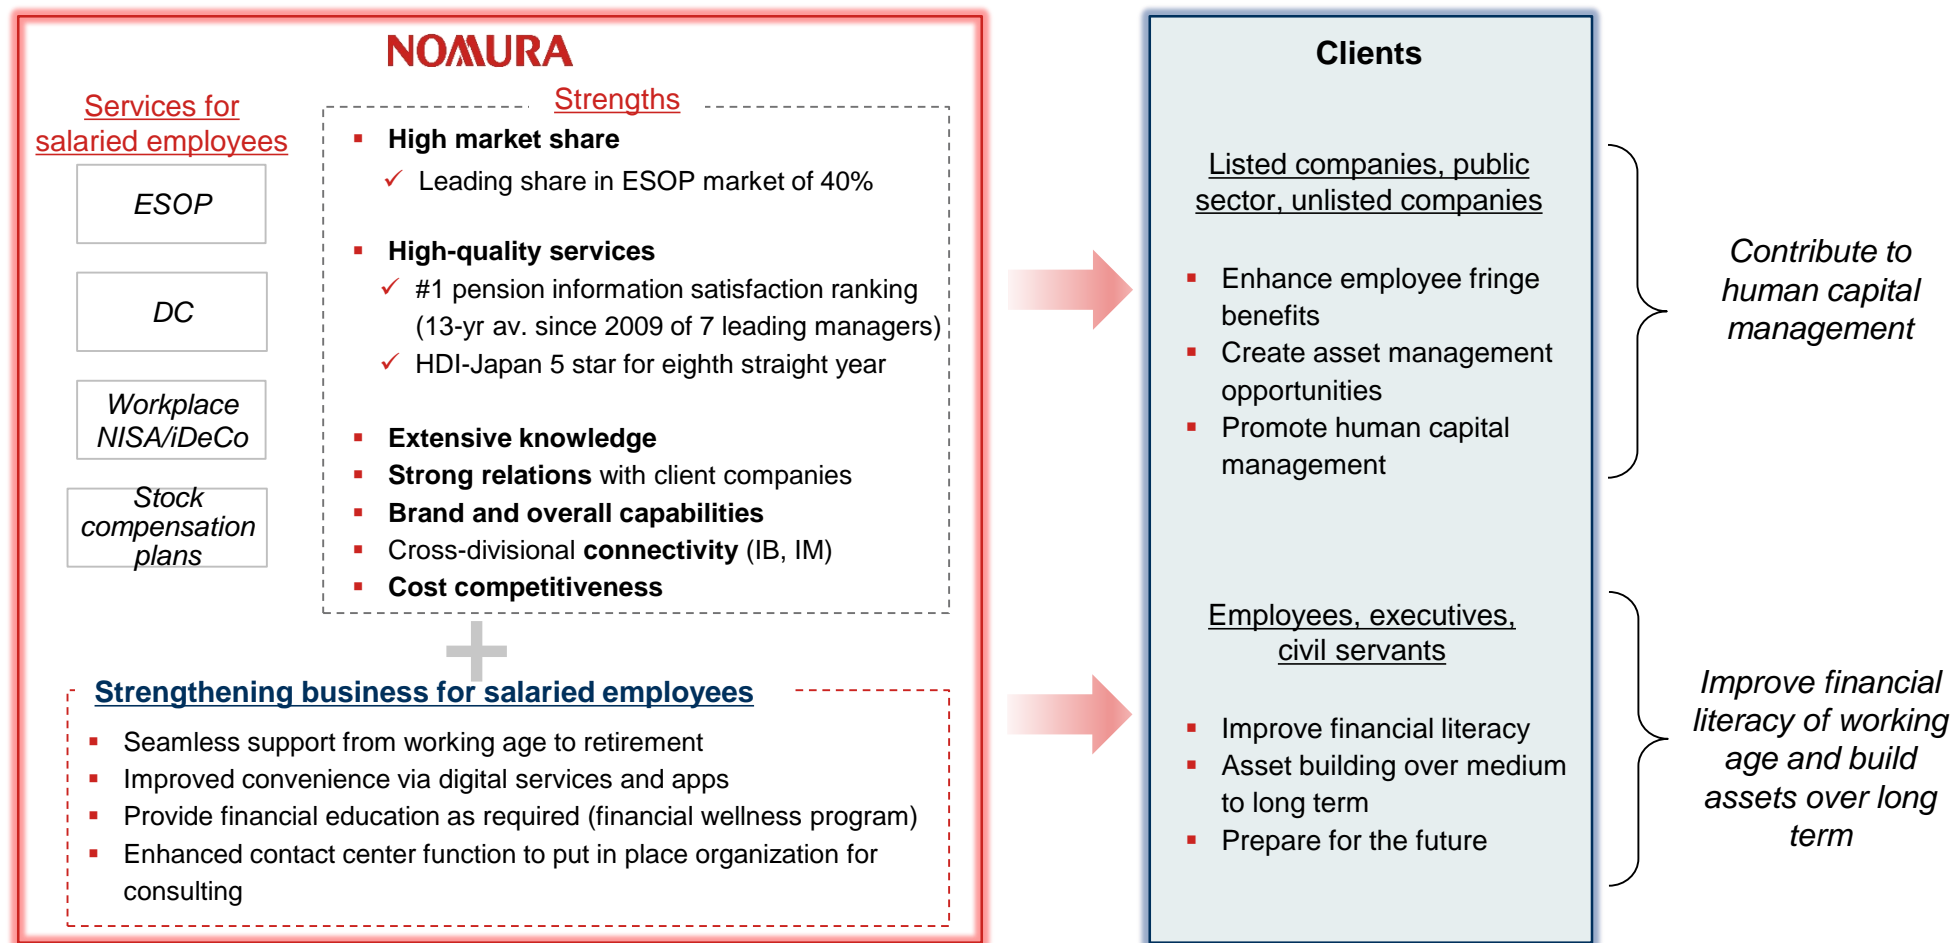 NOMURA
Services for
salaried employees
ESOP
DC
Workplace
NISA/iDeCo
Stock
compensation
plans
Strengths
▪ High market share
✓ Leading share in ESOP market of 40%
▪ High-quality services
✓ #1 pension information satisfaction ranking
(13-yr av. since 2009 of 7 leading managers)
✓ HDI-Japan 5 star for eighth straight year
▪ Extensive knowledge
▪ Strong relations with client companies
▪ Brand and overall capabilities
▪ Cross-divisional connectivity (IB, IM)
▪ Cost competitiveness
+
Strengthening business for salaried employees
▪ Seamless support from working age to retirement
▪ Improved convenience via digital services and apps
▪ Provide financial education as required (financial wellness program)
▪ Enhanced contact center function to put in place organization for
consulting
Clients
Listed companies, public
sector, unlisted companies
▪ Enhance employee fringe
benefits
▪ Create asset management
opportunities
▪ Promote human capital
management
Employees, executives,
civil servants
▪ Improve financial literacy
▪ Asset building over medium
to long term
▪ Prepare for the future
Contribute to
human capital
management
Improve financial
literacy of working
age and build
assets over long
term